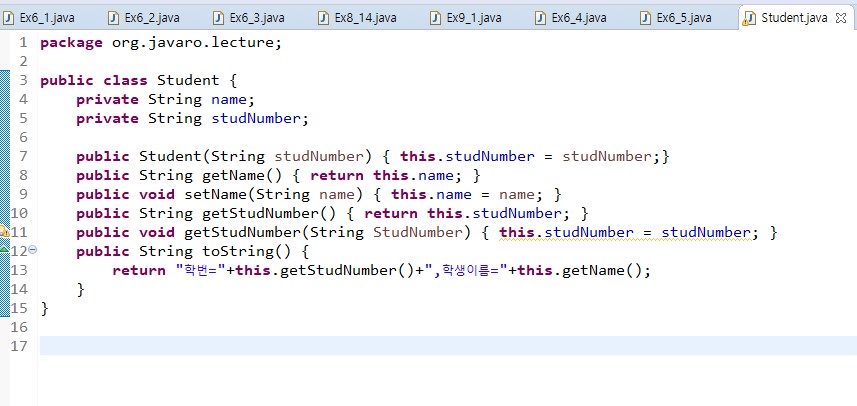 Ex6_1.java Ex6_2.java Ex6_3.java Ex8_14.java Ex9_1.java Ex6_4.java Ex6_5.java Student.java
1 package org.javaro.lecture;
2
3 public class Student {
4 private String name;
5 private String studNumber;
6
7 public Student(String studNumber) { this.studNumber = studNumber;}
8 public String getName() { return this.name; }
9 public void setName(String name) { this.name = name; }
10 public String getStudNumber() { return this.studNumber; }
11 public void getStudNumber(String StudNumber) { this.studNumber = studNumber; }
12 public String toString() {
13 return "학번="+this.getStudNumber()+",학생이름="+this.getName();
14 }
15 }
16
17